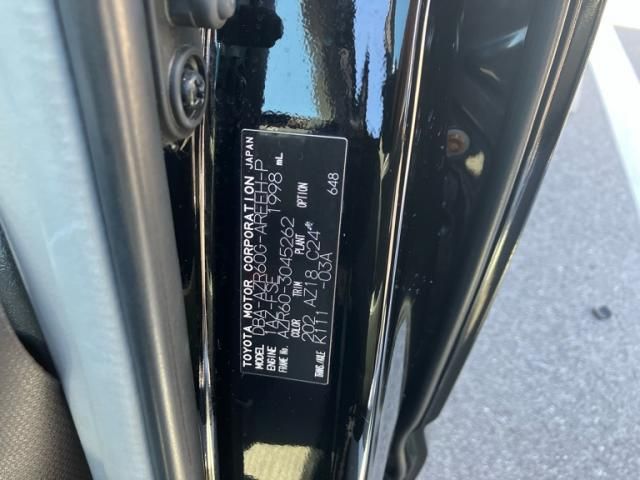 TOYOTA MOTOR CORPORATION JAPAN
MODEL DBA-AZR60G-AREEH-P
ENGINE 1AZ-FSE 1998 mL
FRAME No. AZR60-3045262
COLOR TRIM PLANT OPTION
202 AZ18 C24 648
TRANS./AXLE K111 -03A